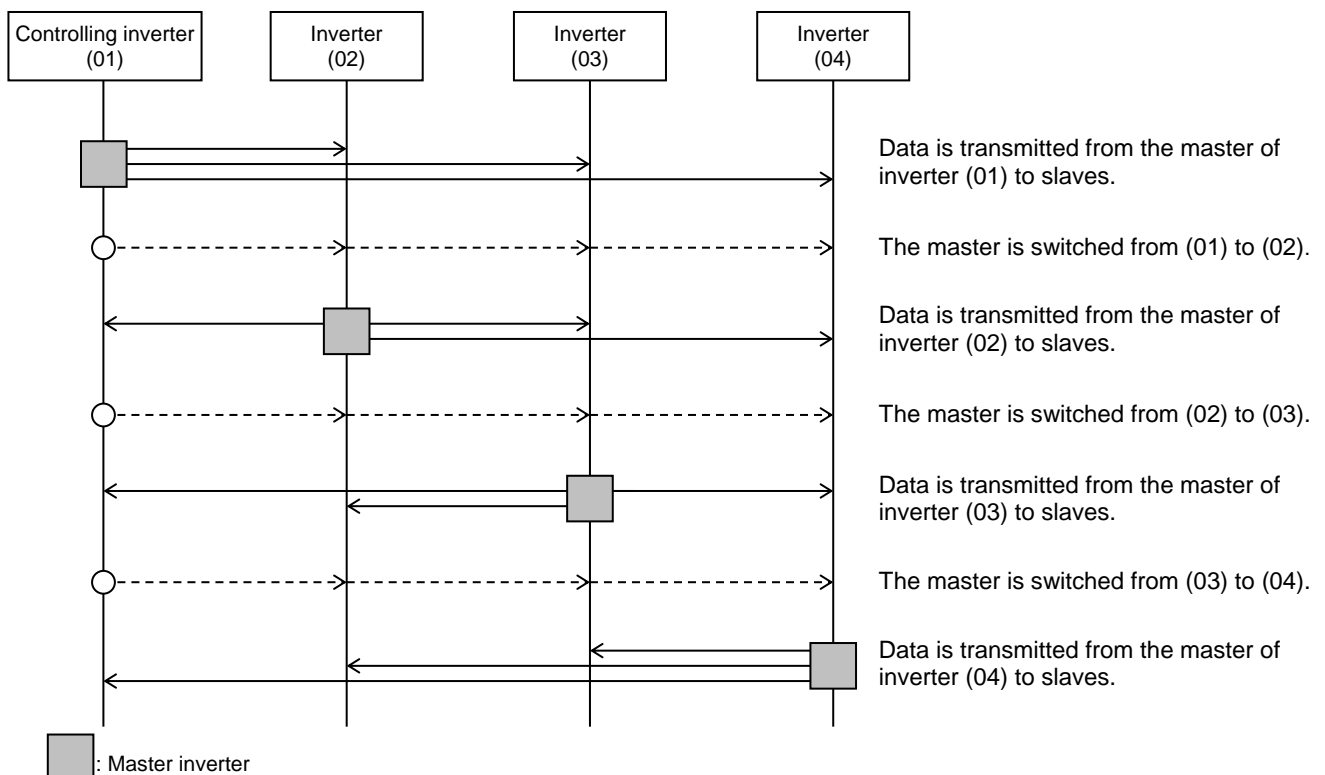 Controlling inverter
(01)
Inverter
(02)
Inverter
(03)
Inverter
(04)
Data is transmitted from the master of
inverter (01) to slaves.
The master is switched from (01) to (02).
Data is transmitted from the master of
inverter (02) to slaves.
The master is switched from (02) to (03).
Data is transmitted from the master of
inverter (03) to slaves.
The master is switched from (03) to (04).
Data is transmitted from the master of
inverter (04) to slaves.
: Master inverter